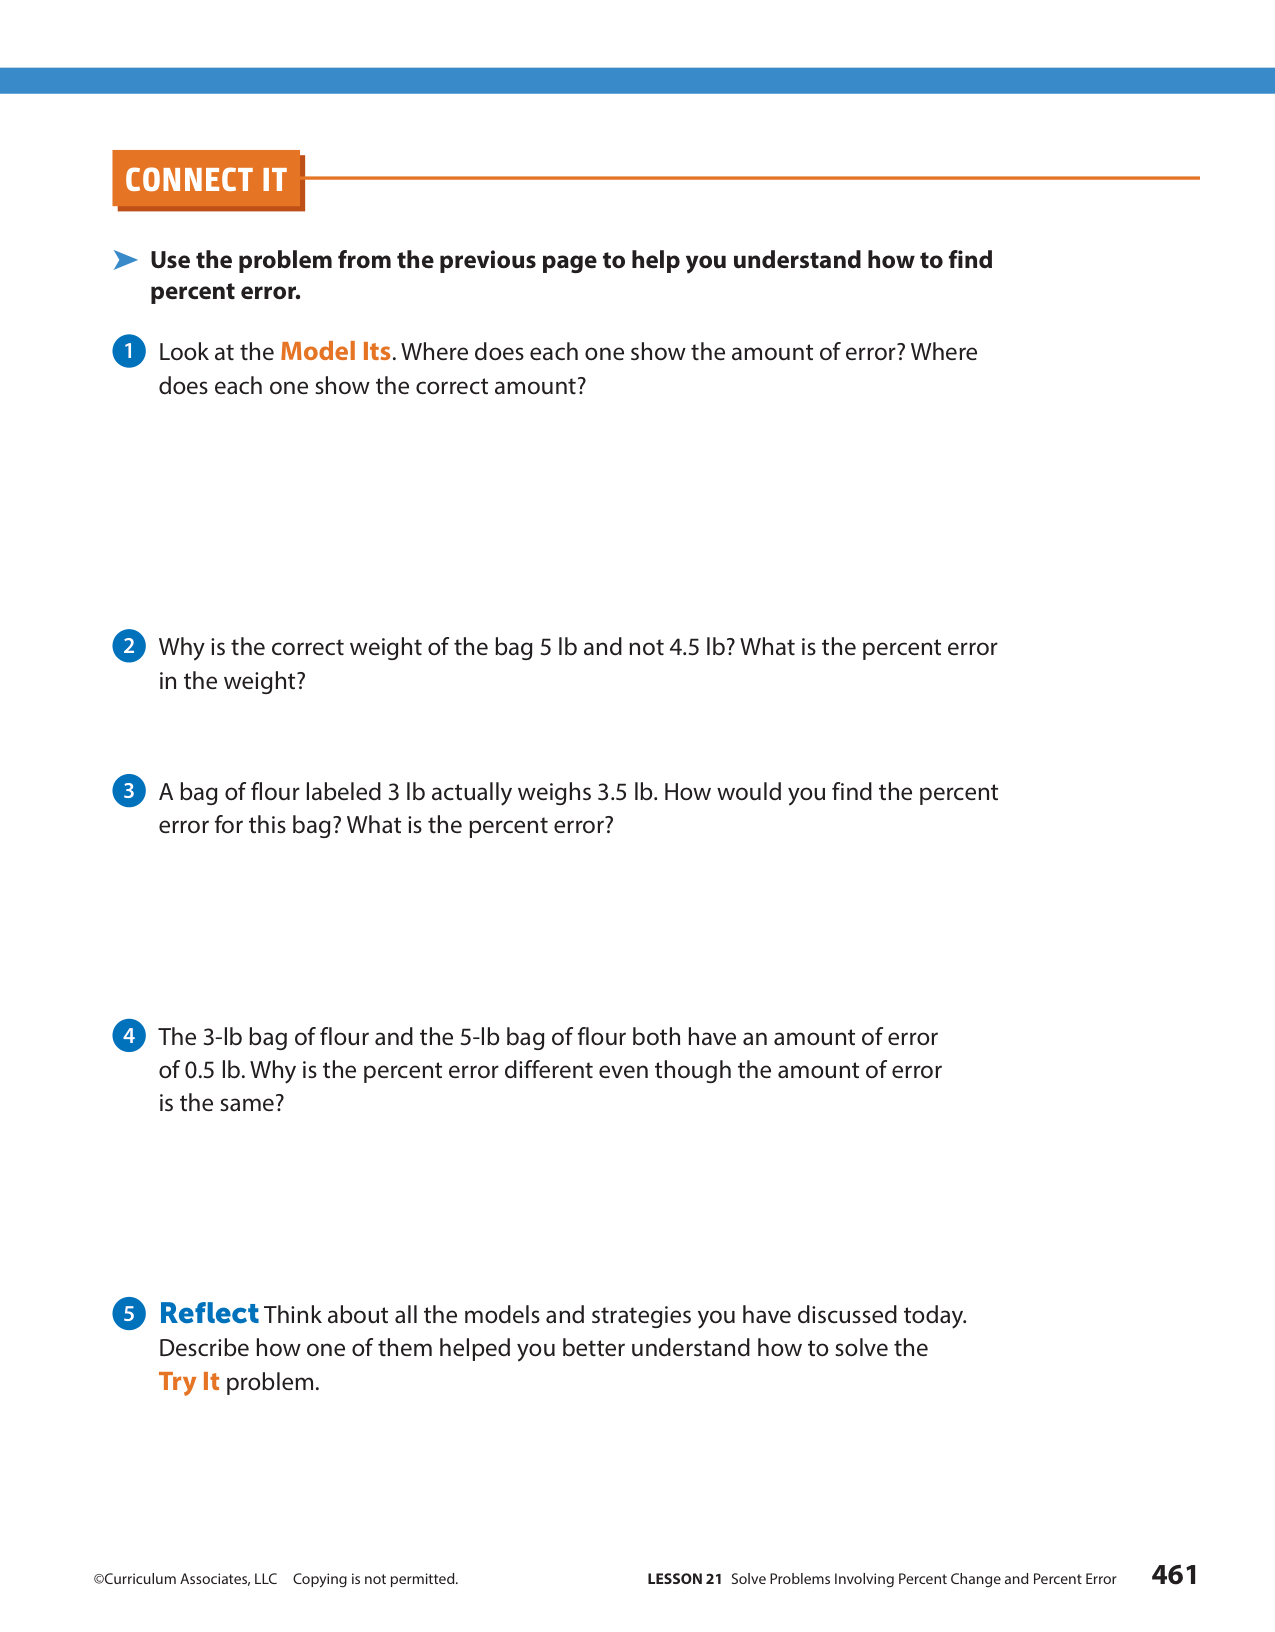 CONNECT IT
Use the problem from the previous page to help you understand how to find
percent error.
1 Look at the Model Its. Where does each one show the amount of error? Where
does each one show the correct amount?
2 Why is the correct weight of the bag 5 lb and not 4.5 lb? What is the percent error
in the weight?
3 A bag of flour labeled 3 lb actually weighs 3.5 lb. How would you find the percent
error for this bag? What is the percent error?
4 The 3-lb bag of flour and the 5-lb bag of flour both have an amount of error
of 0.5 lb. Why is the percent error different even though the amount of error
is the same?
5 Reflect Think about all the models and strategies you have discussed today.
Describe how one of them helped you better understand how to solve the
Try It problem.
©Curriculum Associates, LLC Copying is not permitted. LESSON 21 Solve Problems Involving Percent Change and Percent Error 461